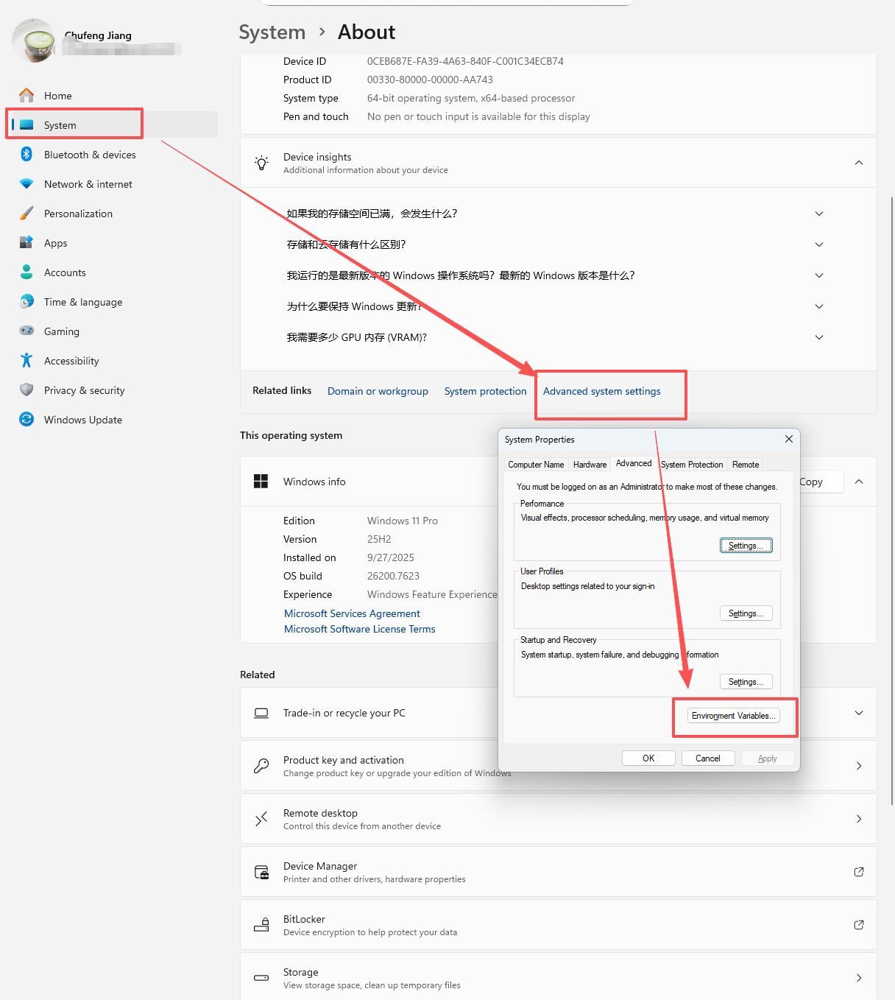 Chufeng Jiang
Home
System
Bluetooth & devices
Network & internet
Personalization
Apps
Accounts
Time & language
Gaming
Accessibility
Privacy & security
Windows Update
System › About
Device ID 0CEB687E-FA39-4A63-840F-C001C34ECB74
Product ID 00330-80000-00000-AA743
System type 64-bit operating system, x64-based processor
Pen and touch No pen or touch input is available for this display
Device insights
Additional information about your device
如果我的存储空间已满，会发生什么？
存储和云存储有什么区别？
我运行的是最新版本的 Windows 操作系统吗？最新的 Windows 版本是什么？
为什么要保持 Windows 更新？
我需要多少 GPU 内存 (VRAM)?
Related links Domain or workgroup System protection Advanced system settings
This operating system
Windows info
Copy
Edition Windows 11 Pro
Version 25H2
Installed on 9/27/2025
OS build 26200.7623
Experience Windows Feature Experience
Microsoft Services Agreement
Microsoft Software License Terms
System Properties
Computer Name Hardware Advanced System Protection Remote
You must be logged on as an Administrator to make most of these changes.
Performance
Visual effects, processor scheduling, memory usage, and virtual memory
Settings...
User Profiles
Desktop settings related to your sign-in
Settings...
Startup and Recovery
System startup, system failure, and debugging information
Settings...
Environment Variables...
OK Cancel Apply
Related
Trade-in or recycle your PC
Product key and activation
Change product key or upgrade your edition of Windows
Remote desktop
Control this device from another device
Device Manager
Printer and other drivers, hardware properties
BitLocker
Device encryption to help protect your data
Storage
View storage space, clean up temporary files